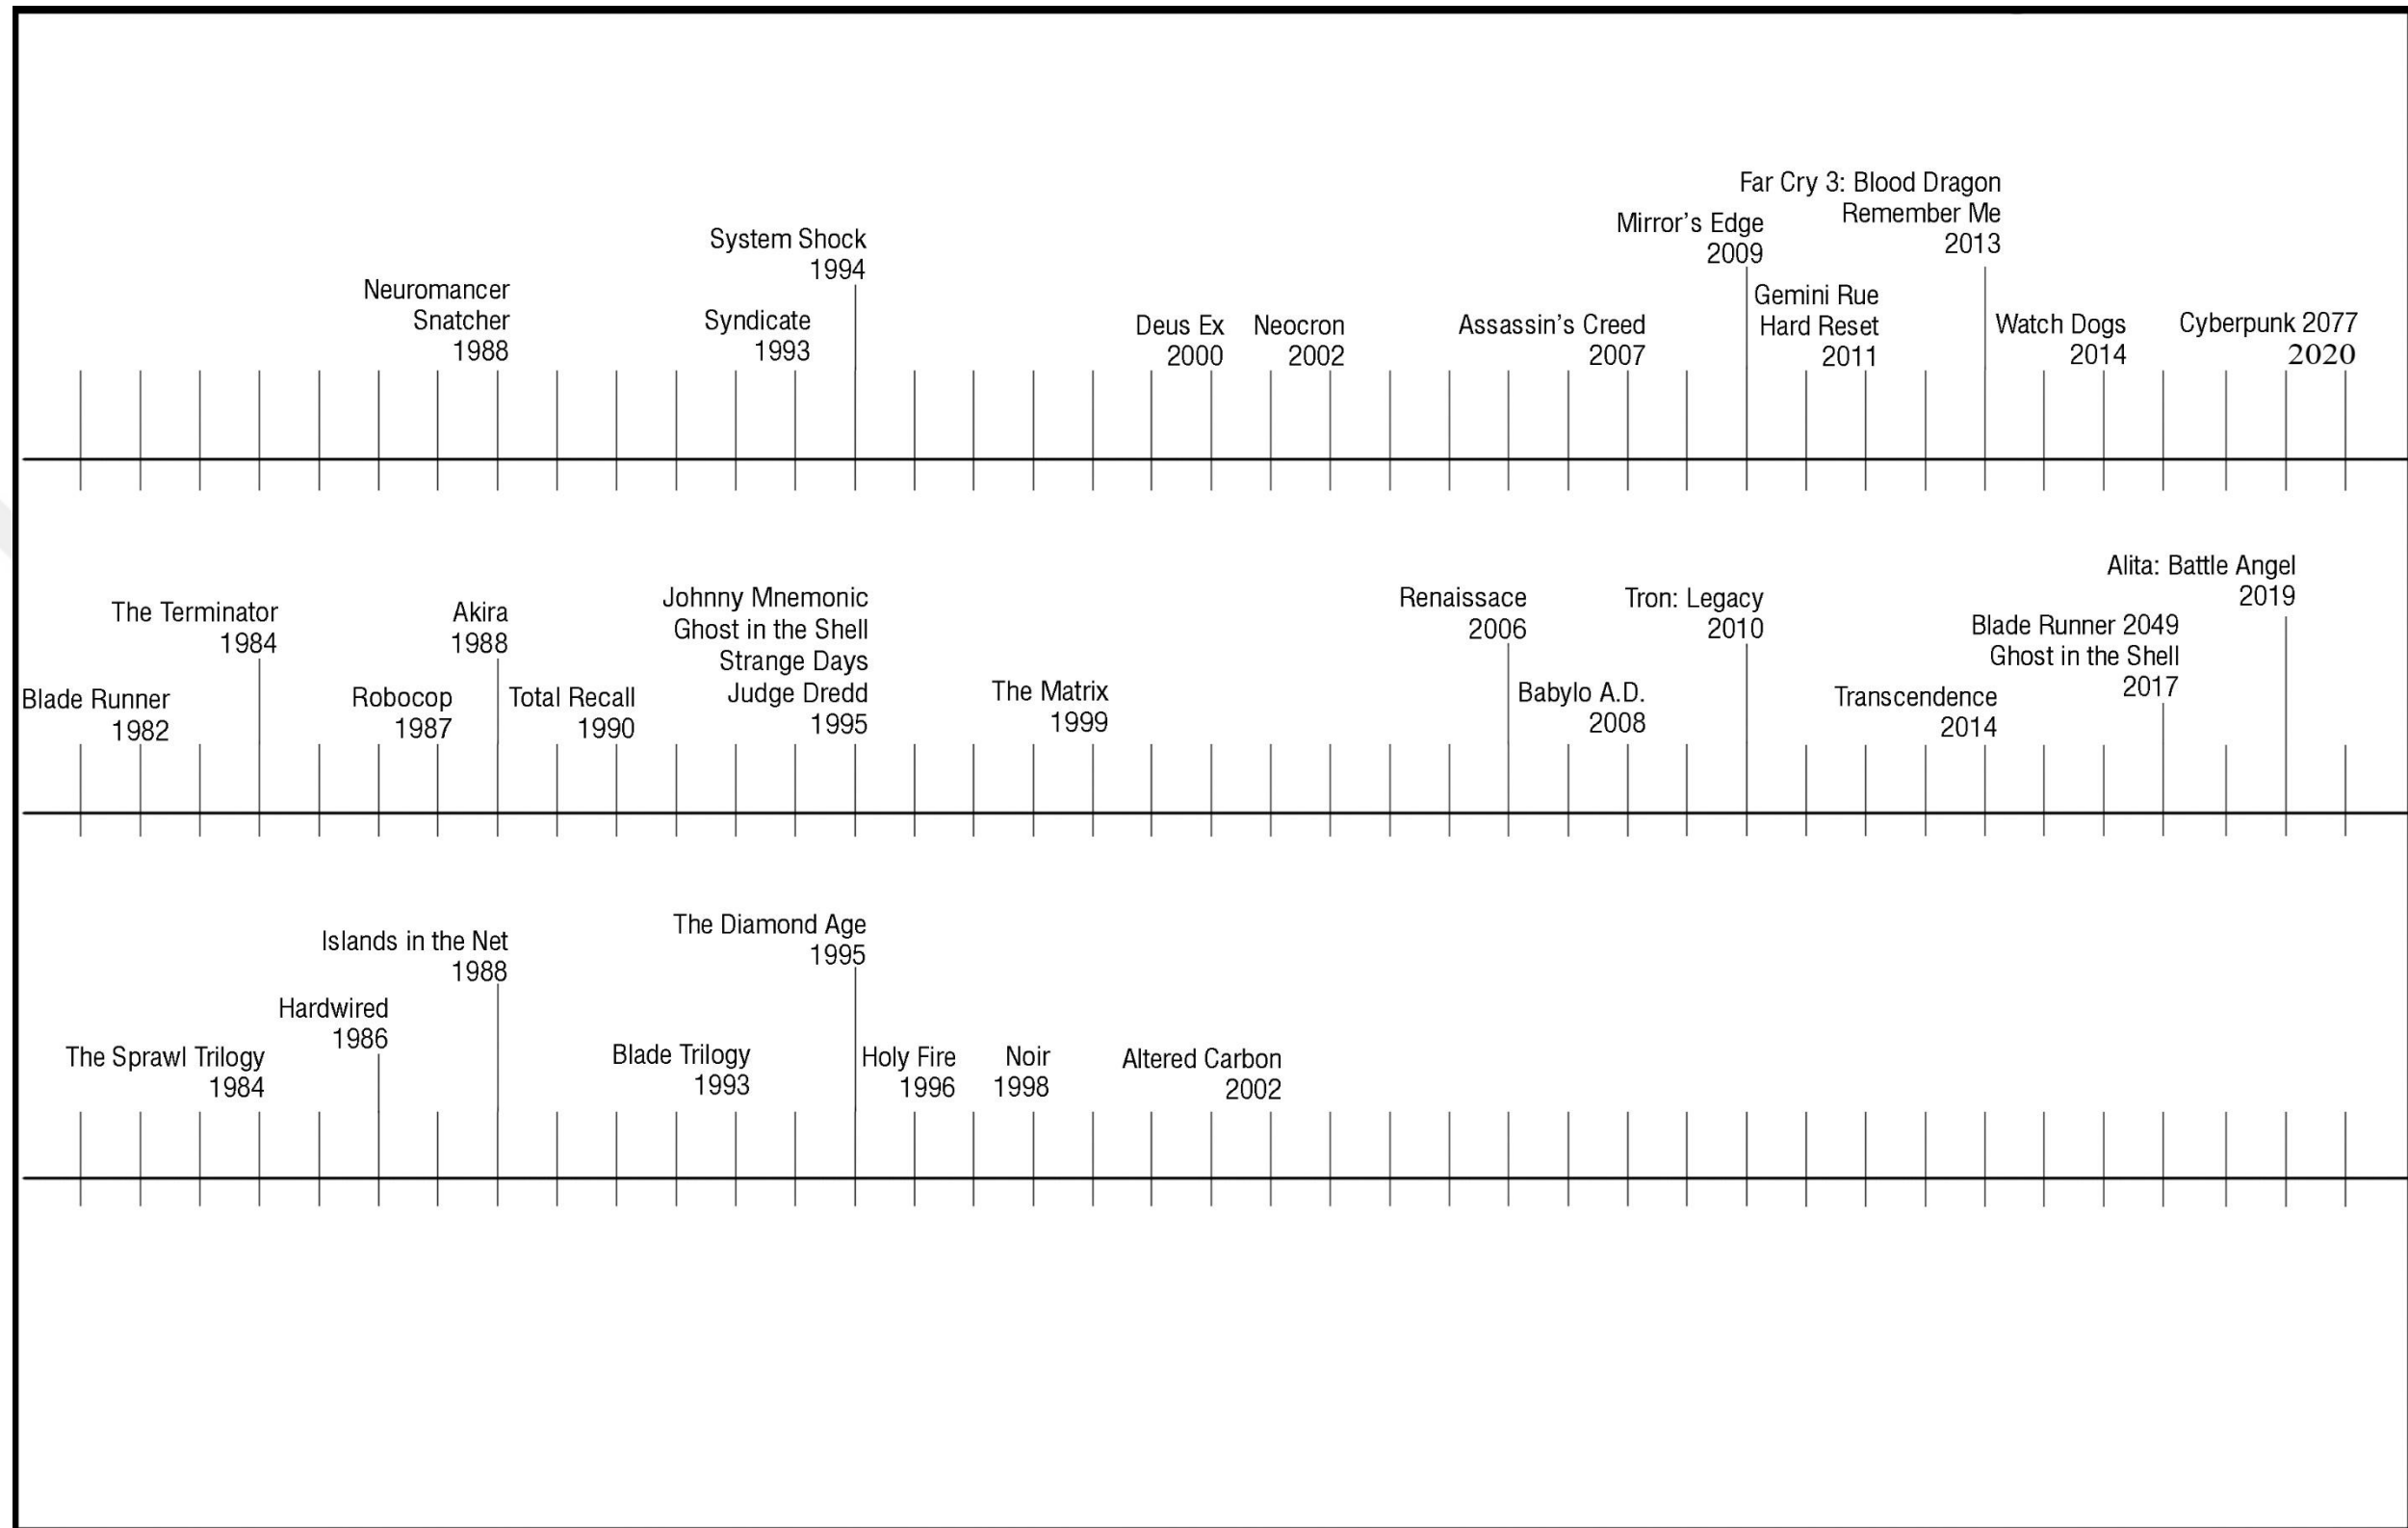 Far Cry 3: Blood Dragon
Remember Me
2013
Mirror’s Edge
2009
System Shock
1994
Neuromancer
Snatcher
1988
Syndicate
1993
Deus Ex
2000
Neocron
2002
Assassin’s Creed
2007
Gemini Rue
Hard Reset
2011
Watch Dogs
2014
Cyberpunk 2077
2020
Blade Runner
1982
The Terminator
1984
Robocop
1987
Akira
1988
Total Recall
1990
Johnny Mnemonic
Ghost in the Shell
Strange Days
Judge Dredd
1995
The Matrix
1999
Renaissace
2006
Babylo A.D.
2008
Tron: Legacy
2010
Transcendence
2014
Blade Runner 2049
Ghost in the Shell
2017
Alita: Battle Angel
2019
The Sprawl Trilogy
1984
Hardwired
1986
Islands in the Net
1988
Blade Trilogy
1993
The Diamond Age
1995
Holy Fire
1996
Noir
1998
Altered Carbon
2002